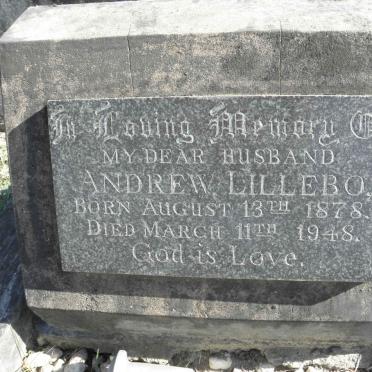 In Loving Memory O
MY DEAR HUSBAND
ANDREW LILLEBO,
BORN AUGUST 13TH 1878.
DIED MARCH 11TH 1948.
God is Love.